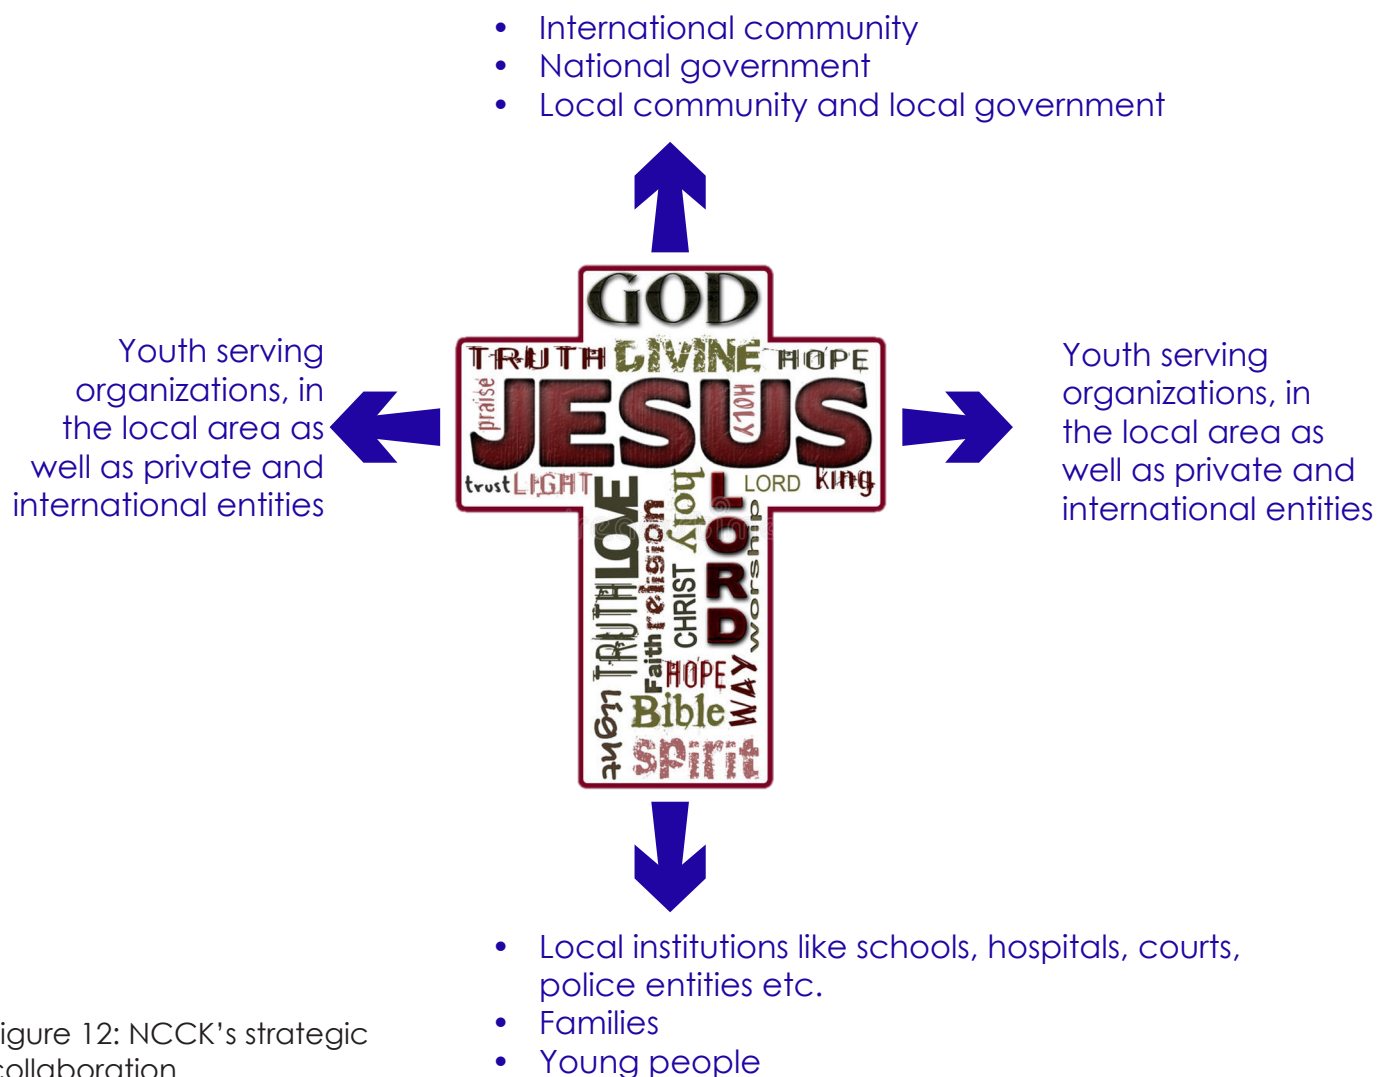 • International community
• National government
• Local community and local government
GOD
TRUTH DIVINE HOPE
praise
JESUS
HOLY
trust LIGHT
holy
LORD
LORD king
LOVE
TRUTH
religion
Faith
CHRIST
worship
HOPE
WAY
Light
Bible
spirit
Youth serving
organizations, in
the local area as
well as private and
international entities
Youth serving
organizations, in
the local area as
well as private and
international entities
• Local institutions like schools, hospitals, courts,
police entities etc.
• Families
• Young people
igure 12: NCCK’s strategic
collaboration